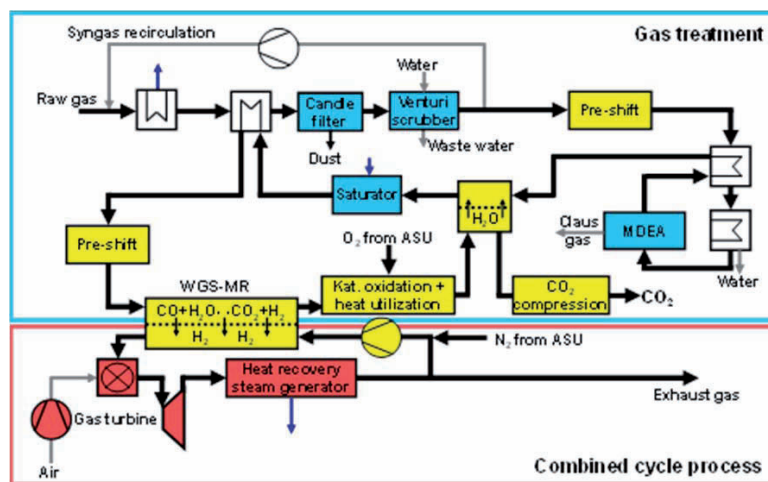 Syngas recirculation
Gas treatment
Water
Raw gas
Candle
filter
Venturi
scrubber
Pre-shift
Dust
Waste water
Saturator
H₂O
Claus
gas
MDEA
Pre-shift
O₂ from ASU
Water
WGS-MR
Kat. oxidation +
heat utilization
CO₂
compression
CO₂
CO+H₂O··CO₂+H₂
H₂ H₂
N₂ from ASU
Heat recovery
steam generator
Gas turbine
Exhaust gas
Air
Combined cycle process